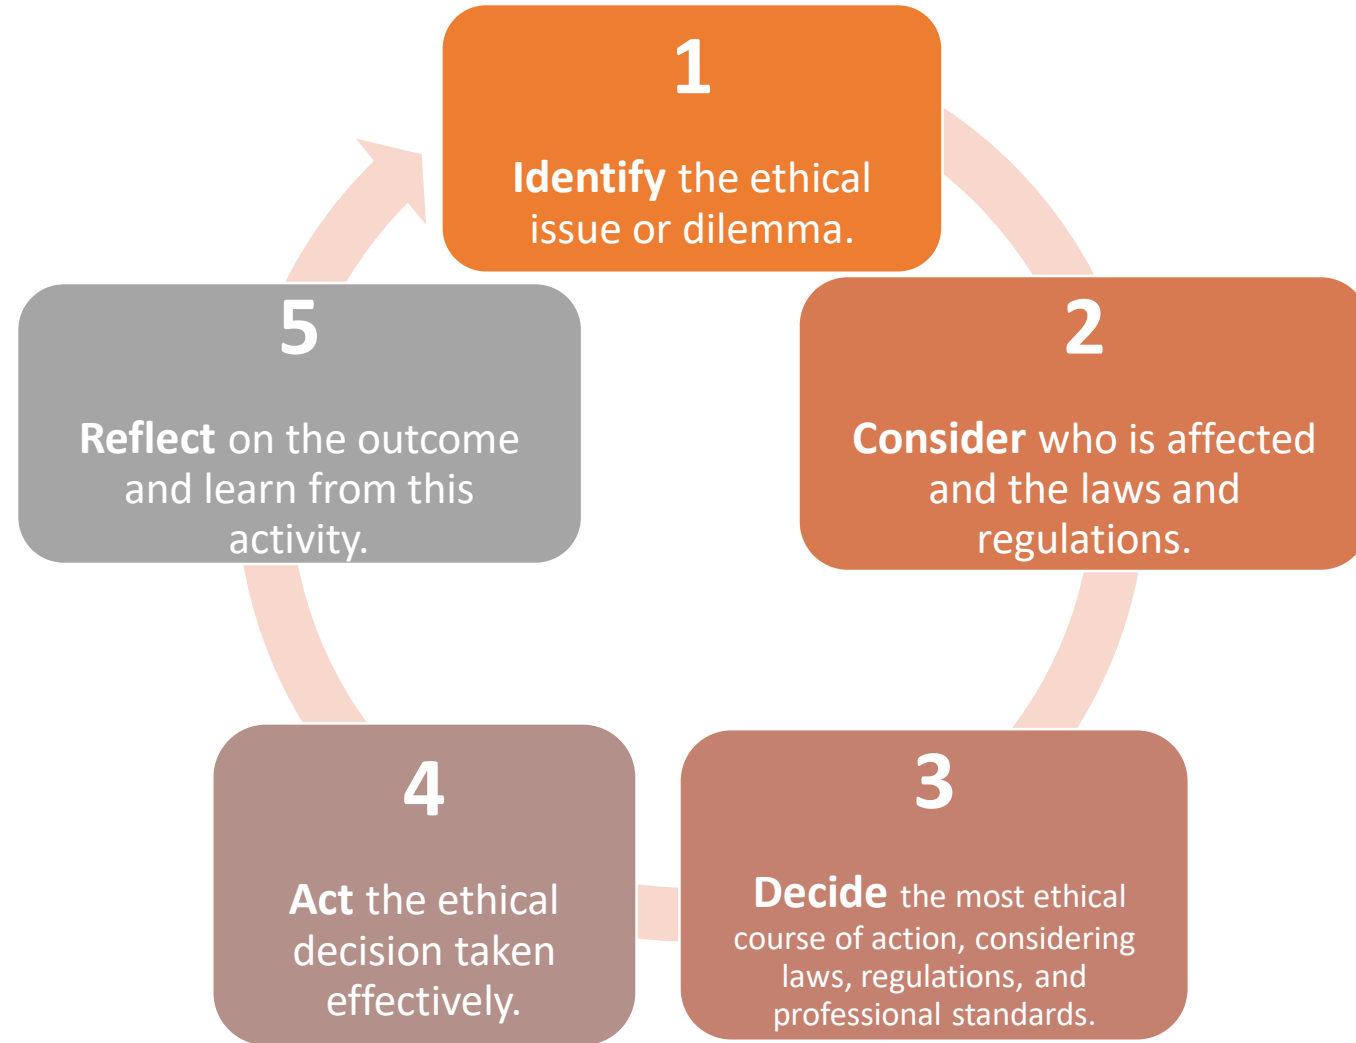 1
Identify the ethical
issue or dilemma.
2
Consider who is affected
and the laws and
regulations.
3
Decide the most ethical
course of action, considering
laws, regulations, and
professional standards.
4
Act the ethical
decision taken
effectively.
5
Reflect on the outcome
and learn from this
activity.